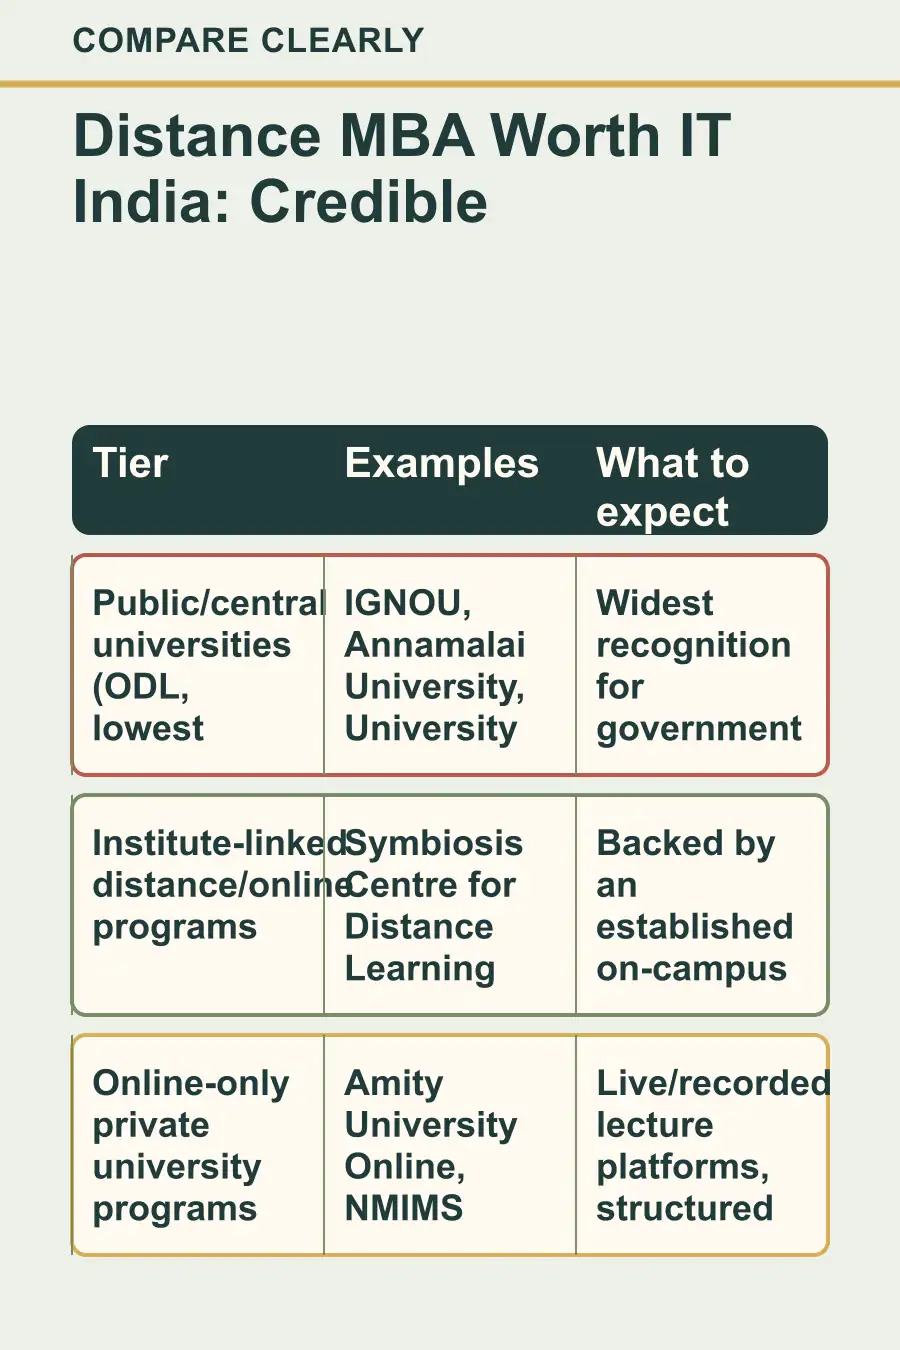 COMPARE CLEARLY
Distance MBA Worth IT
India: Credible
Tier
Examples
What to
expect
Public/central
universities
(ODL,
lowest
IGNOU,
Annamalai
University,
University
Widest
recognition
for
government
Institute-linked
distance/online
programs
Symbiosis
Centre for
Distance
Learning
Backed by
an
established
on-campus
Online-only
private
university
programs
Amity
University
Online,
NMIMS
Live/recorded
lecture
platforms,
structured